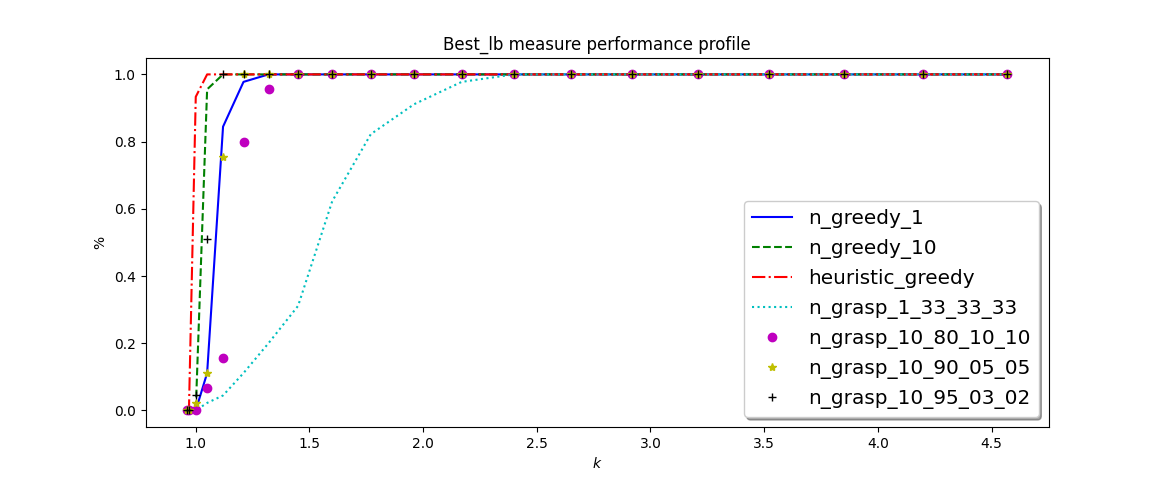 Best_lb measure performance profile
1.0
0.8
0.6
0.4
0.2
0.0
%
n_greedy_1
n_greedy_10
heuristic_greedy
n_grasp_1_33_33_33
n_grasp_10_80_10_10
n_grasp_10_90_05_05
n_grasp_10_95_03_02
1.0 1.5 2.0 2.5 3.0 3.5 4.0 4.5
k